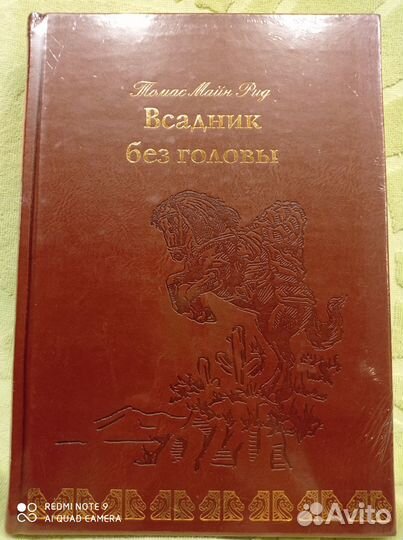 Томас Майн Рид
Всадник
без головы
REDMI NOTE 9
AI QUAD CAMERA
Avito